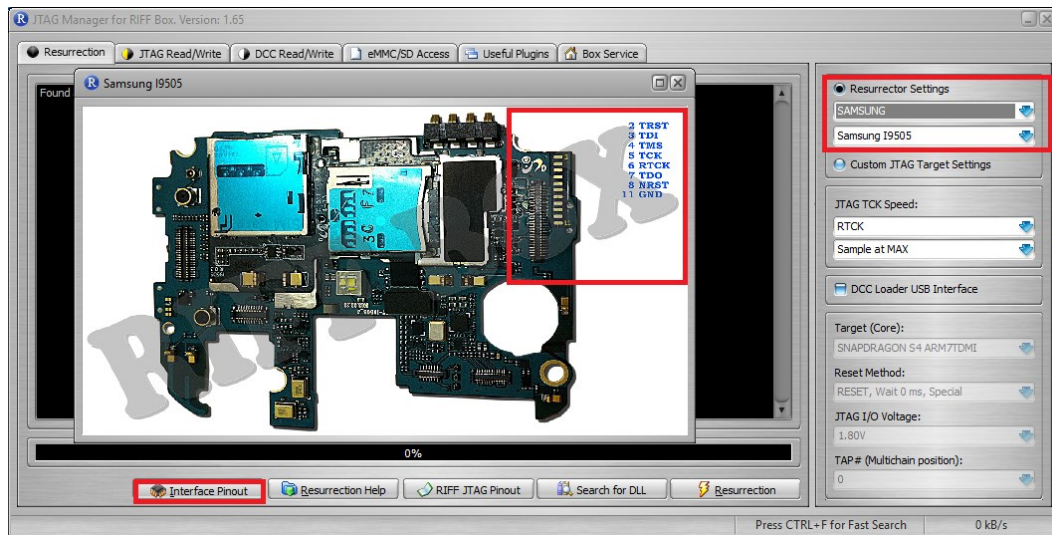 JTAG Manager for RIFF Box. Version: 1.65
Resurrection
JTAG Read/Write
DCC Read/Write
eMMC/SD Access
Useful Plugins
Box Service
Found
Samsung I9505
2 TRST
3 TDI
4 TMS
5 TCK
6 RTCK
7 TDO
8 NRST
11 GND
0%
Interface Pinout
Resurrection Help
RIFF JTAG Pinout
Search for DLL
Resurrection
Resurrector Settings
SAMSUNG
Samsung I9505
Custom JTAG Target Settings
JTAG TCK Speed:
RTCK
Sample at MAX
DCC Loader USB Interface
Target (Core):
SNAPDRAGON S4 ARM7TDMI
Reset Method:
RESET, Wait 0 ms, Special
JTAG I/O Voltage:
1.80V
TAP# (Multichain position):
0
Press CTRL+F for Fast Search
0 kB/s